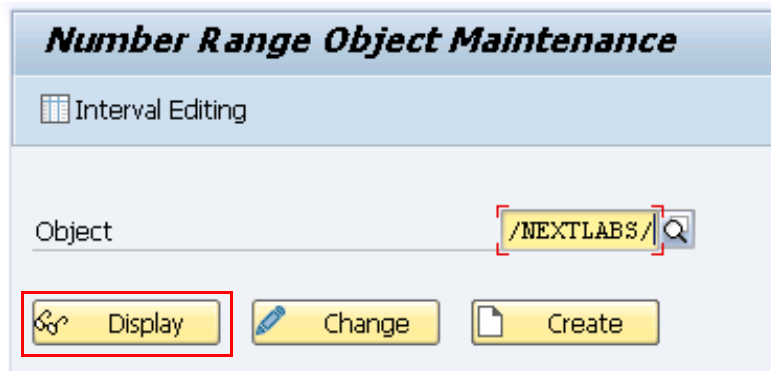 Number Range Object Maintenance
Interval Editing
Object /NEXTLABS/
Display Change Create